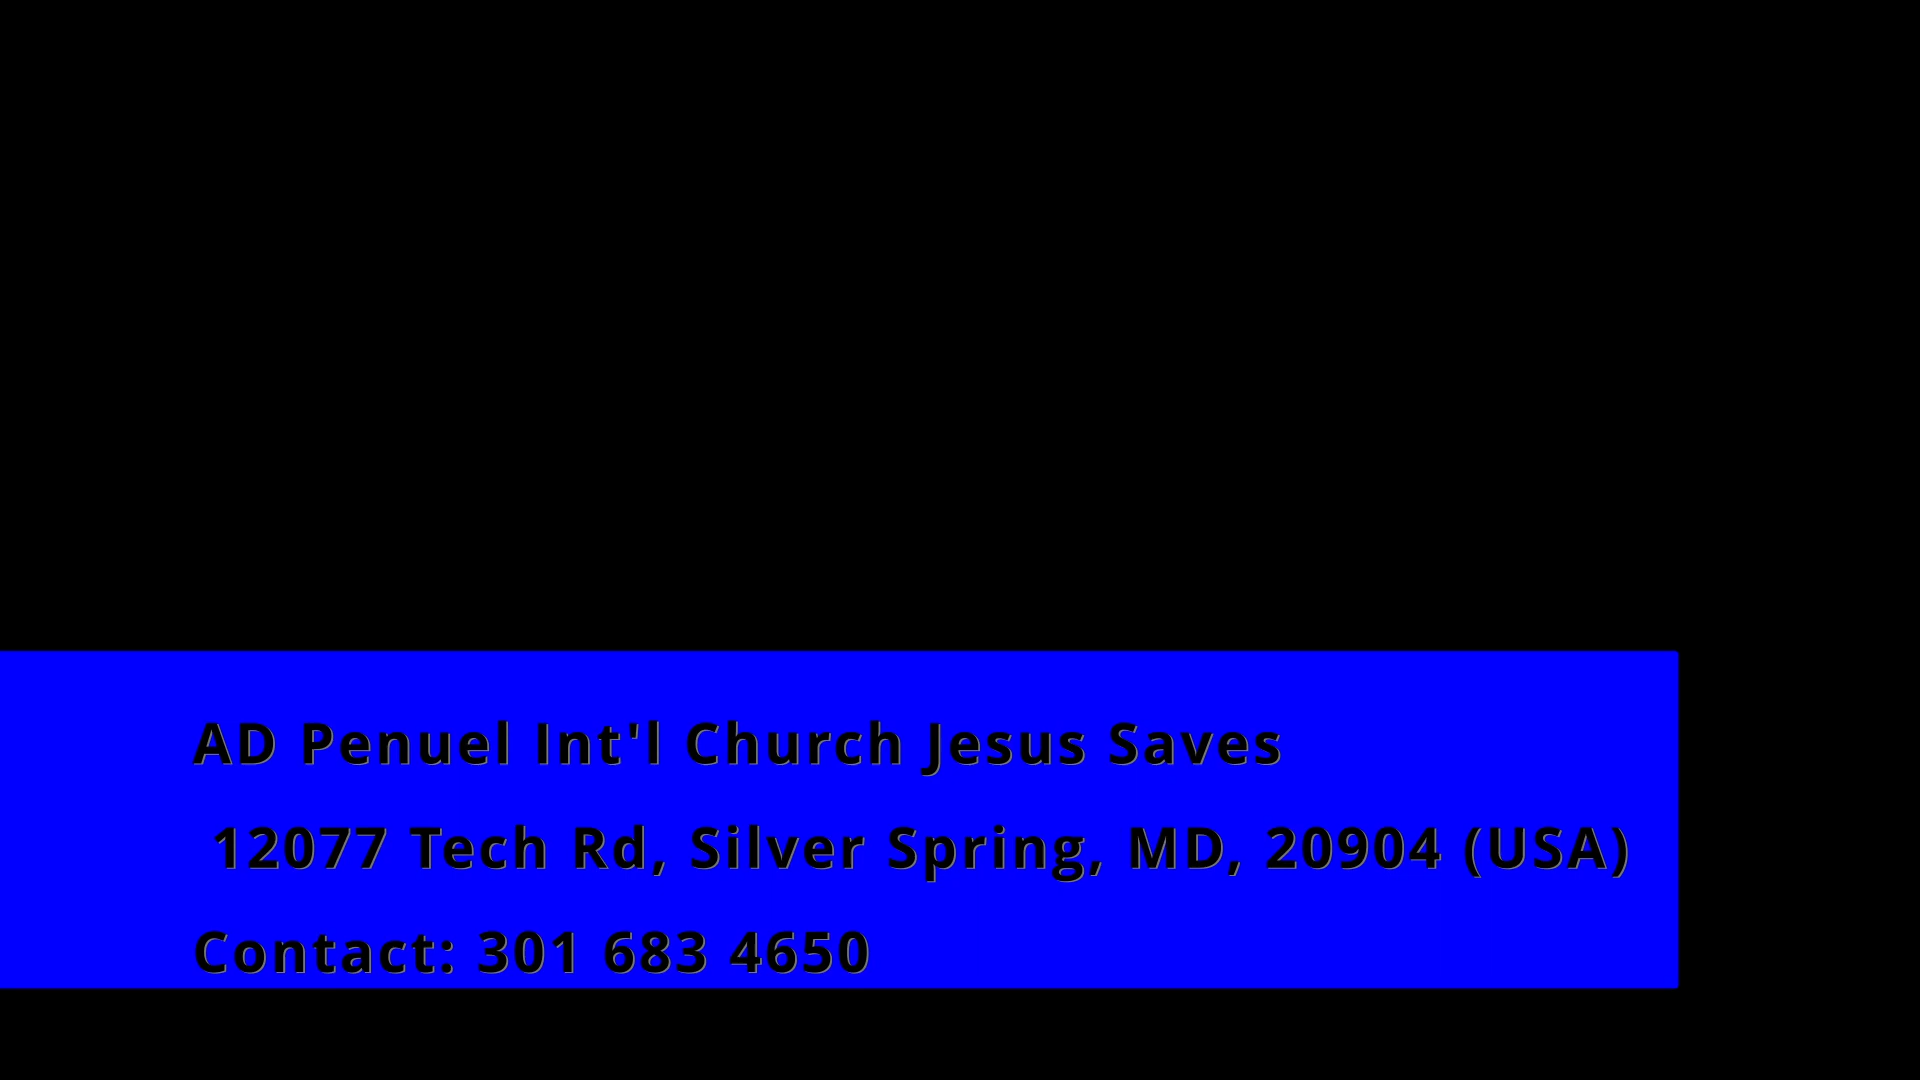 AD Penuel Int'l Church Jesus Saves
12077 Tech Rd, Silver Spring, MD, 20904 (USA)
Contact: 301 683 4650